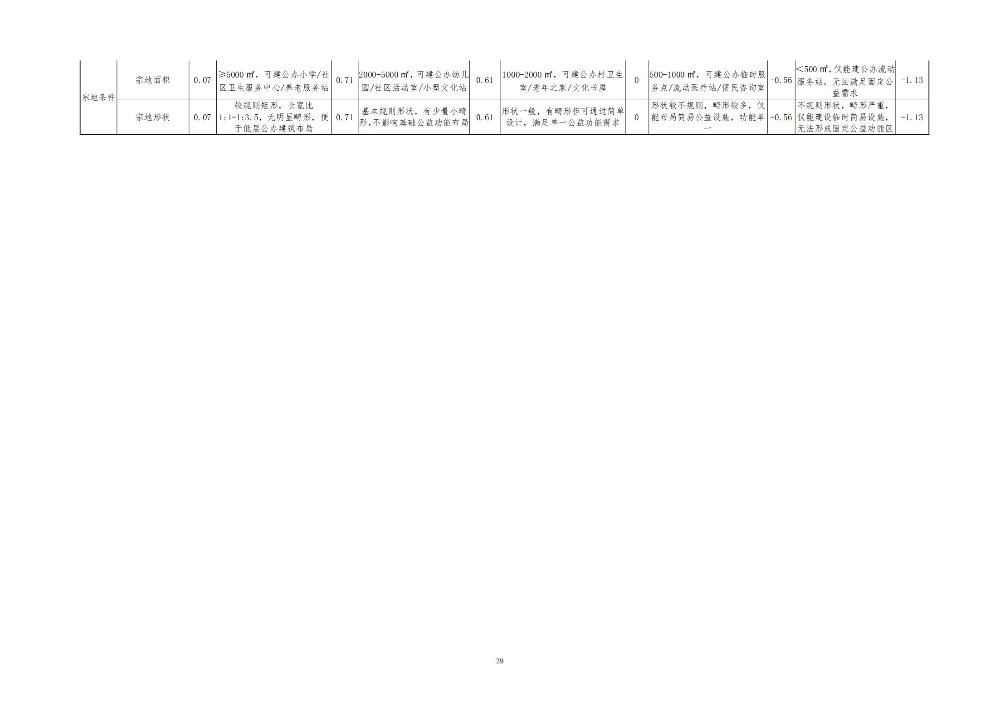 宗地条件
宗地面积
0.07
≥5000 ㎡，可建公办小学/社
区卫生服务中心/养老服务站
0.71
2000-5000 ㎡，可建公办幼儿
园/社区活动室/小型文化站
0.61
1000-2000 ㎡，可建公办村卫生
室/老年之家/文化书屋
0
500-1000 ㎡，可建公办临时服
务点/流动医疗站/便民咨询室
-0.56
＜500 ㎡，仅能建公办流动
服务站，无法满足固定公
益需求
-1.13
宗地形状
0.07
较规则矩形，长宽比
1:1-1:3.5，无明显畸形，便
于低层公办建筑布局
0.71
基本规则形状，有少量小畸
形，不影响基础公益功能布局
0.61
形状一般，有畸形但可通过简单
设计，满足单一公益功能需求
0
形状较不规则，畸形较多，仅
能布局简易公益设施，功能单
一
-0.56
不规则形状，畸形严重，
仅能建设临时简易设施，
无法形成固定公益功能区
-1.13
39